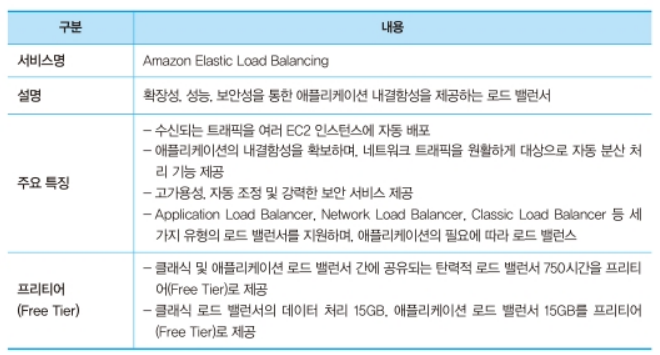 구분 내용
서비스명 Amazon Elastic Load Balancing
설명 확장성, 성능, 보안성을 통한 애플리케이션 내결함성을 제공하는 로드 밸런서
주요 특징
– 수신되는 트래픽을 여러 EC2 인스턴스에 자동 배포
– 애플리케이션의 내결함성을 확보하며, 네트워크 트래픽을 원활하게 대상으로 자동 분산 처
리 기능 제공
– 고가용성, 자동 조정 및 강력한 보안 서비스 제공
– Application Load Balancer, Network Load Balancer, Classic Load Balancer 등 세
가지 유형의 로드 밸런서를 지원하며, 애플리케이션의 필요에 따라 로드 밸런스
프리티어
(Free Tier)
– 클래식 및 애플리케이션 로드 밸런서 간에 공유되는 탄력적 로드 밸런서 750시간을 프리티
어(Free Tier)로 제공
– 클래식 로드 밸런서의 데이터 처리 15GB, 애플리케이션 로드 밸런서 15GB를 프리티어
(Free Tier)로 제공